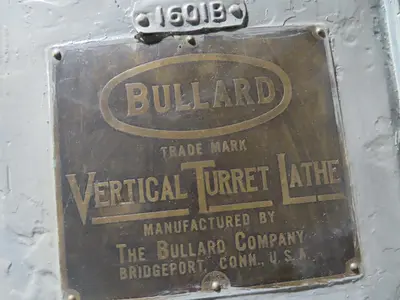 16018
BULLARD
TRADE MARK
VERTICAL TURRET LATHE
MANUFACTURED BY
THE BULLARD COMPANY
BRIDGEPORT, CONN., U.S.A.